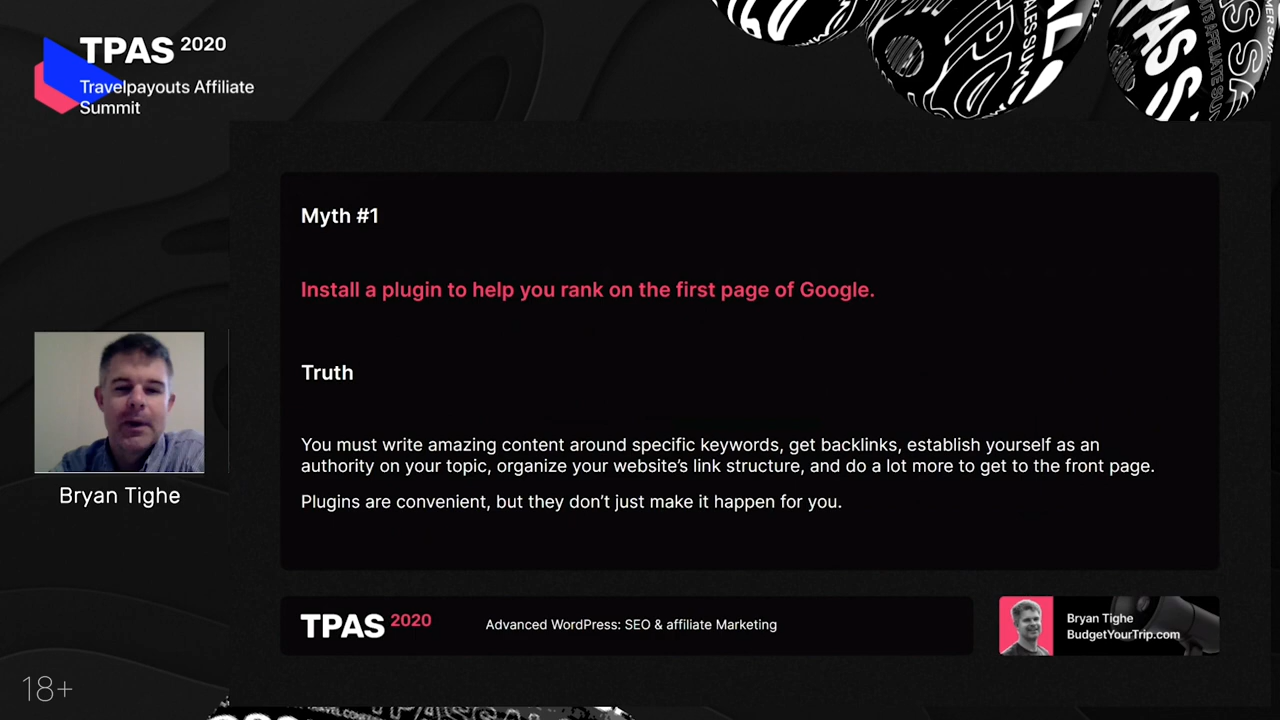 TPAS 2020
Travelpayouts Affiliate
Summit
Myth #1
Install a plugin to help you rank on the first page of Google.
Truth
You must write amazing content around specific keywords, get backlinks, establish yourself as an
authority on your topic, organize your website’s link structure, and do a lot more to get to the front page.
Plugins are convenient, but they don’t just make it happen for you.
Bryan Tighe
TPAS 2020
Advanced WordPress: SEO & affiliate Marketing
Bryan Tighe
BudgetYourTrip.com
18+